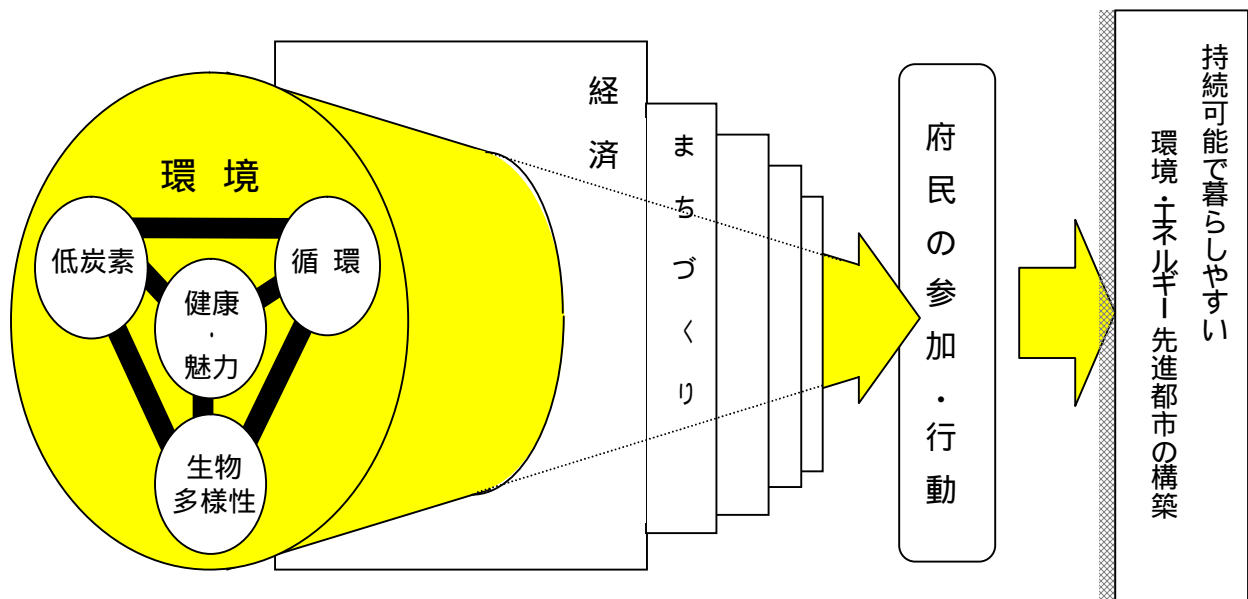 環 境
低炭素
循 環
健康
・
魅力
生物
多様性
経済
まちづくり
府民の参加・行動
持続可能で暮らしやすい
環境・エネルギー先進都市の構築